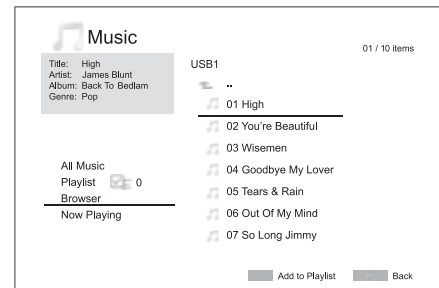 Music
01 / 10 items
Title: High
Artist: James Blunt
Album: Back To Bedlam
Genre: Pop
USB1
..
01 High
02 You're Beautiful
03 Wisemen
04 Goodbye My Lover
05 Tears & Rain
06 Out Of My Mind
07 So Long Jimmy
All Music
Playlist 0
Browser
Now Playing
Add to Playlist
Back